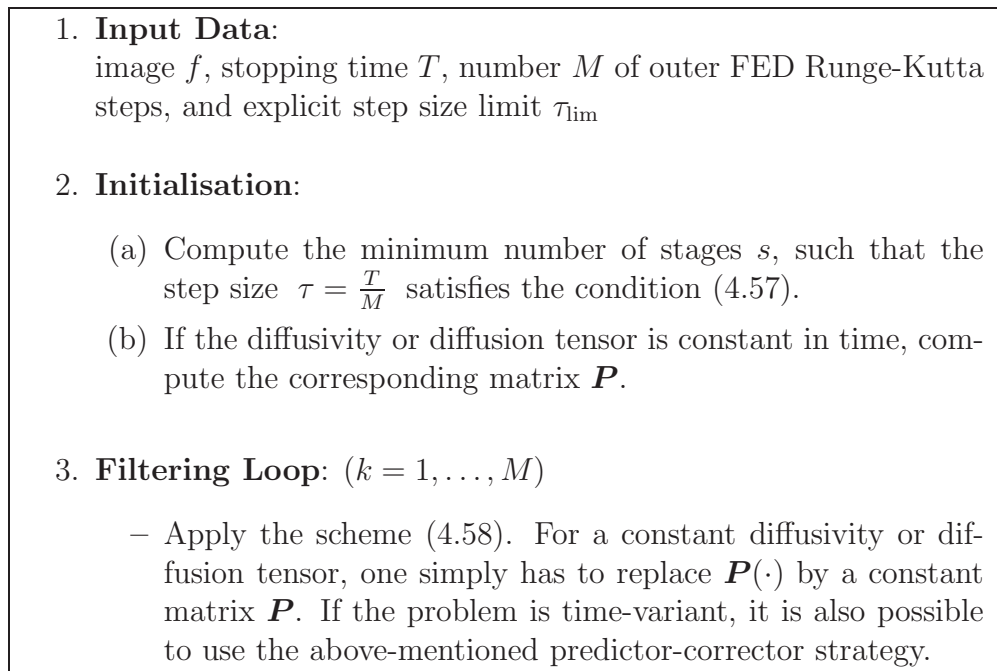 1. Input Data:
image f, stopping time T, number M of outer FED Runge-Kutta
steps, and explicit step size limit τ_lim
2. Initialisation:
(a) Compute the minimum number of stages s, such that the
step size τ = T/M satisfies the condition (4.57).
(b) If the diffusivity or diffusion tensor is constant in time, com-
pute the corresponding matrix P.
3. Filtering Loop: (k = 1, . . . , M)
– Apply the scheme (4.58). For a constant diffusivity or dif-
fusion tensor, one simply has to replace P(·) by a constant
matrix P. If the problem is time-variant, it is also possible
to use the above-mentioned predictor-corrector strategy.